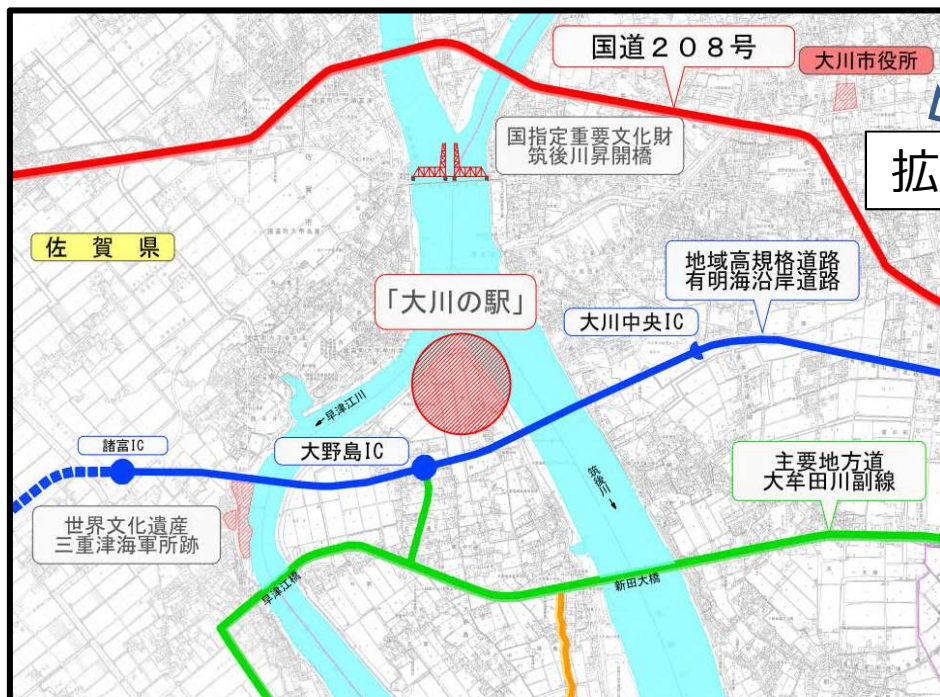 国道２０８号
大川市役所
拡
国指定重要文化財
筑後川昇開橋
佐賀県
地域高規格道路
有明海沿岸道路
「大川の駅」
大川中央IC
早津江川
諸富IC
大野島IC
筑後川
主要地方道
大牟田川副線
世界文化遺産
三重津海軍所跡
早津江橋
新田大橋